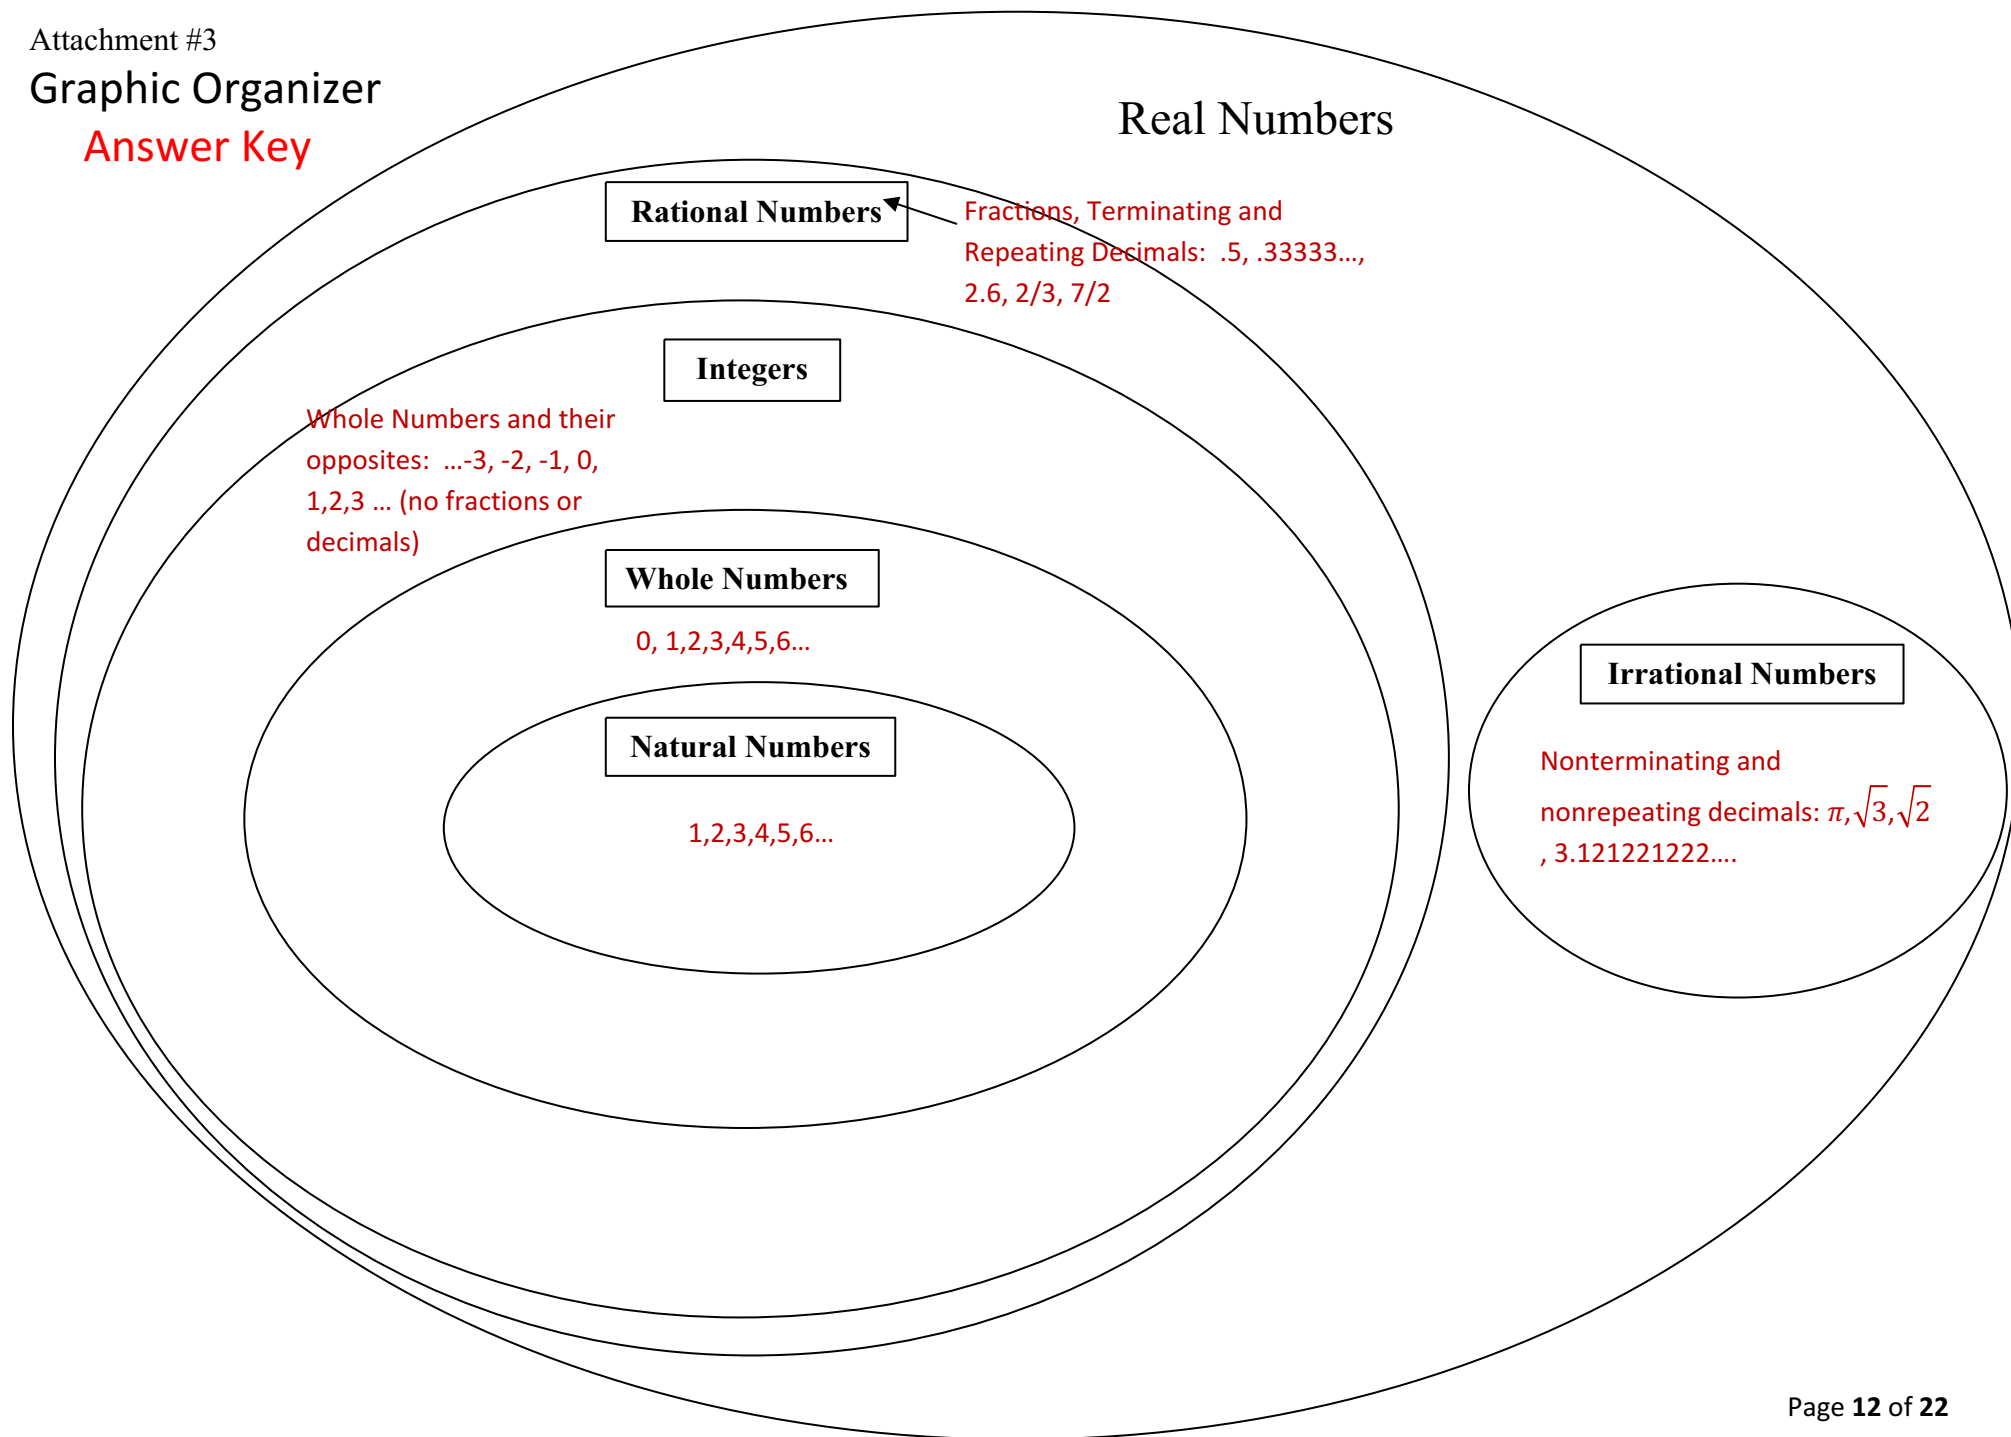 Attachment #3
Graphic Organizer
Answer Key
Real Numbers
Rational Numbers
Fractions, Terminating and
Repeating Decimals:  .5, .33333…,
2.6, 2/3, 7/2
Integers
Whole Numbers and their
opposites:  …-3, -2, -1, 0,
1,2,3 … (no fractions or
decimals)
Whole Numbers
0, 1,2,3,4,5,6…
Natural Numbers
1,2,3,4,5,6…
Irrational Numbers
Nonterminating and
nonrepeating decimals: π,√3,√2
, 3.121221222….
Page 12 of 22